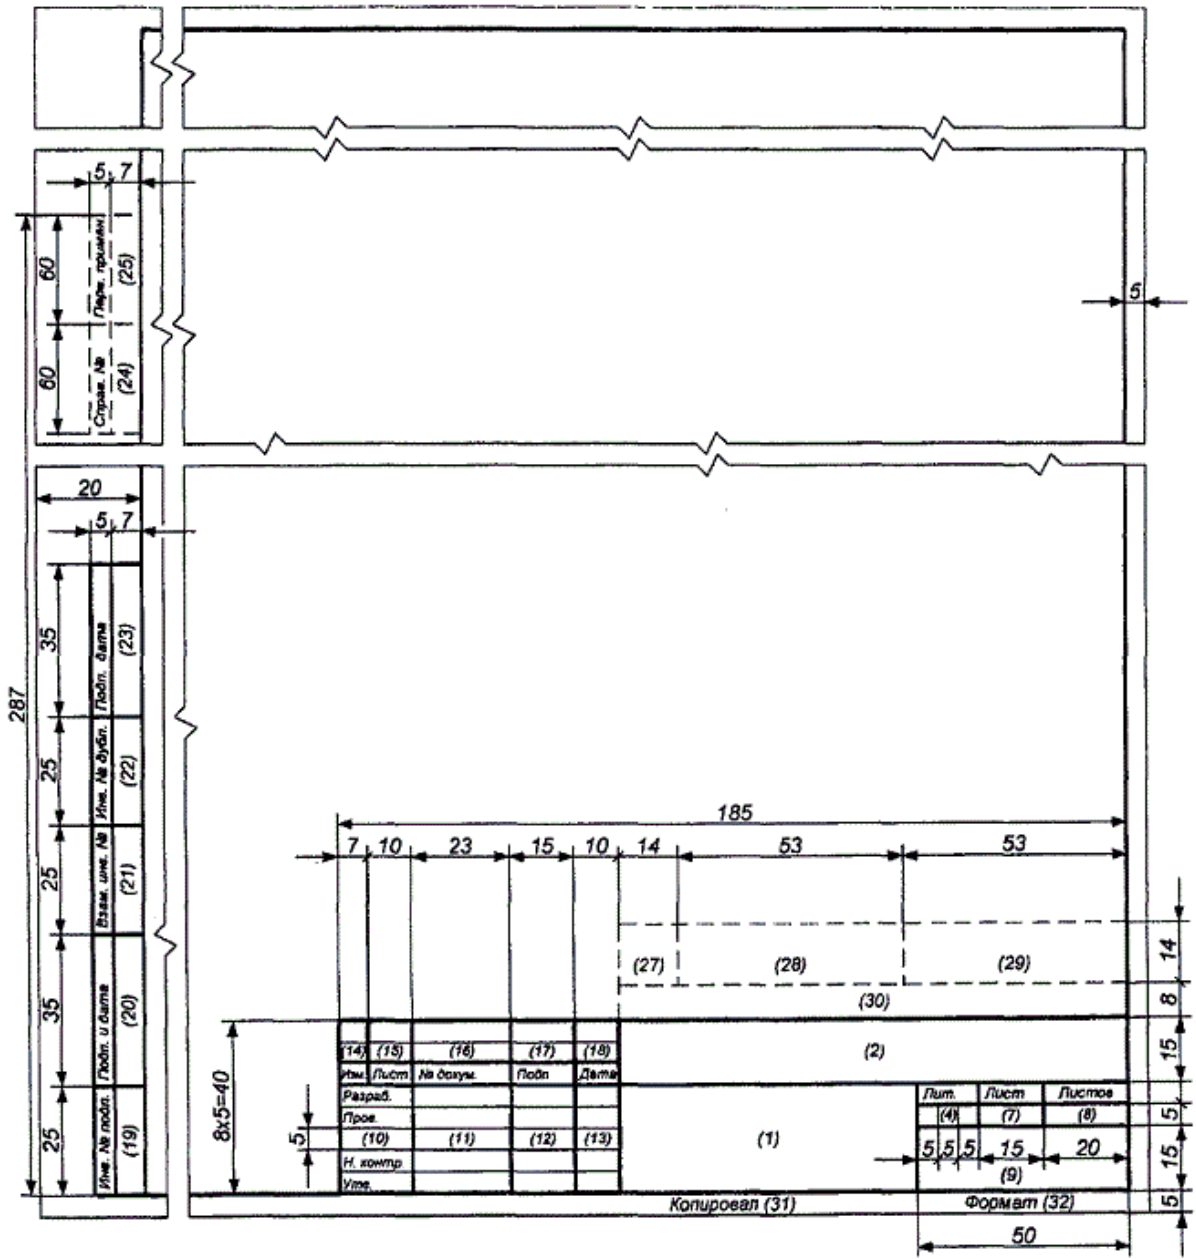 5 7
5
60
Перв. примен.
(25)
60
Справ. №
(24)
20
5 7
287
35
Подп. дата
(23)
25
Инв. № дубл.
(22)
25
Взам. инв. №
(21)
35
Подп. и дата
(20)
25
Инв. № подл.
(19)
185
7 10 23 15 10 14 53 53
(27) (28) (29)
14
(30)
8
8х5=40
5
(14) (15) (16) (17) (18)
(2)
15
Изм. Лист № докум. Подп Дата
Разраб.
Пров.
(10) (11) (12) (13)
Н. контр
Утв.
(1)
Лит. Лист Листов
(4) (7) (8)
5
5 5 5 15 20
15
(9)
Копировал (31) Формат (32)
5
50